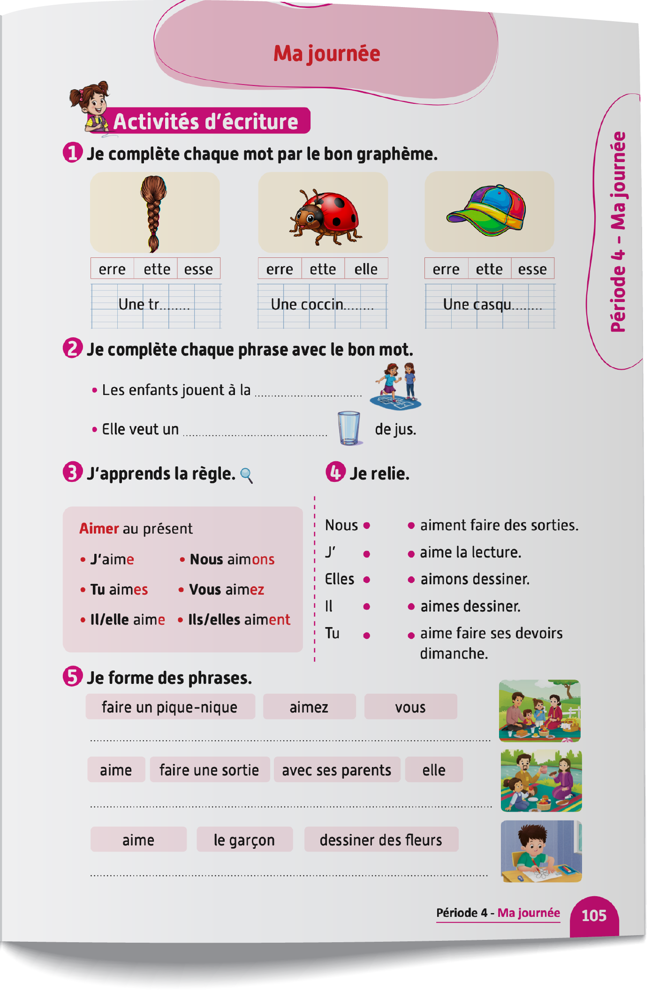 Ma journée
Activités d'écriture
1 Je complète chaque mot par le bon graphème.
erre ette esse
erre ette elle
erre ette esse
Une tr........
Une coccin........
Une casqu........
2 Je complète chaque phrase avec le bon mot.
• Les enfants jouent à la ..............................
• Elle veut un ........................................ de jus.
3 J'apprends la règle.
Aimer au présent
• J'aime • Nous aimons
• Tu aimes • Vous aimez
• Il/elle aime • Ils/elles aiment
4 Je relie.
Nous • • aiment faire des sorties.
J' • • aime la lecture.
Elles • • aimons dessiner.
Il • • aimes dessiner.
Tu • • aime faire ses devoirs
dimanche.
5 Je forme des phrases.
faire un pique-nique aimez vous
aime faire une sortie avec ses parents elle
aime le garçon dessiner des fleurs
Période 4 - Ma journée
Période 4 - Ma journée 105